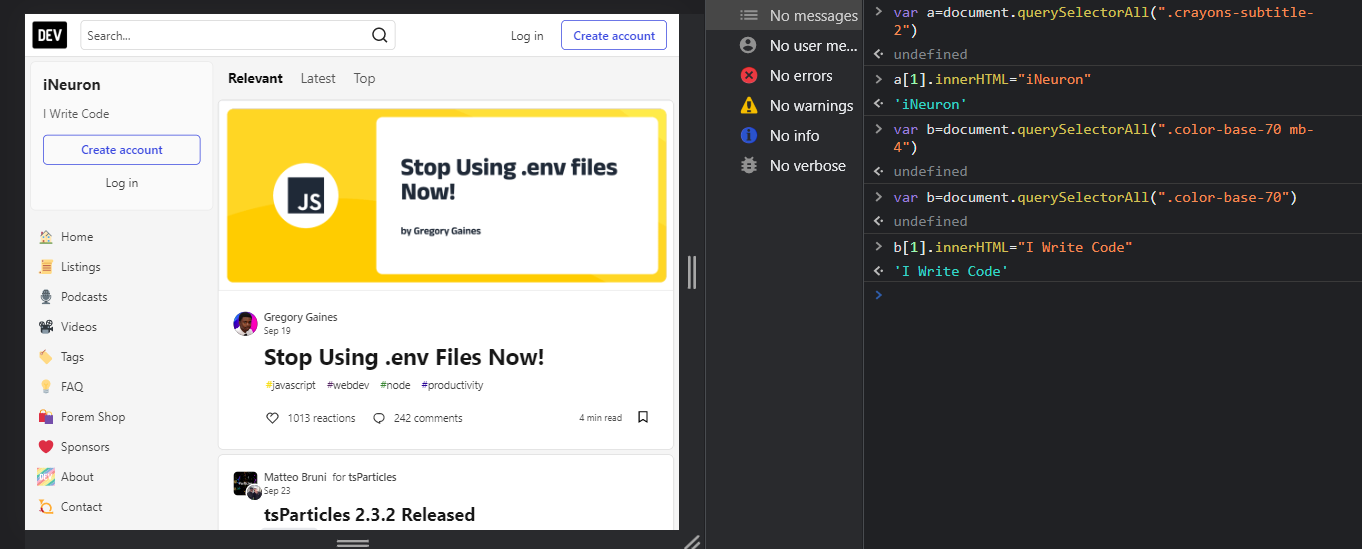 DEV
Search...
Log in
Create account
iNeuron
I Write Code
Create account
Log in
Home
Listings
Podcasts
Videos
Tags
FAQ
Forem Shop
Sponsors
DEV
About
Contact
Relevant Latest Top
JS
Stop Using .env files
Now!
by Gregory Gaines
Gregory Gaines
Sep 19
Stop Using .env Files Now!
#javascript #webdev #node #productivity
1013 reactions 242 comments 4 min read
Matteo Bruni for tsParticles
Sep 23
tsParticles 2.3.2 Released
No messages
No user me...
No errors
No warnings
No info
No verbose
var a=document.querySelectorAll(".crayons-subtitle-
2")
undefined
a[1].innerHTML="iNeuron"
'iNeuron'
var b=document.querySelectorAll(".color-base-70 mb-
4")
undefined
var b=document.querySelectorAll(".color-base-70")
undefined
b[1].innerHTML="I Write Code"
'I Write Code'